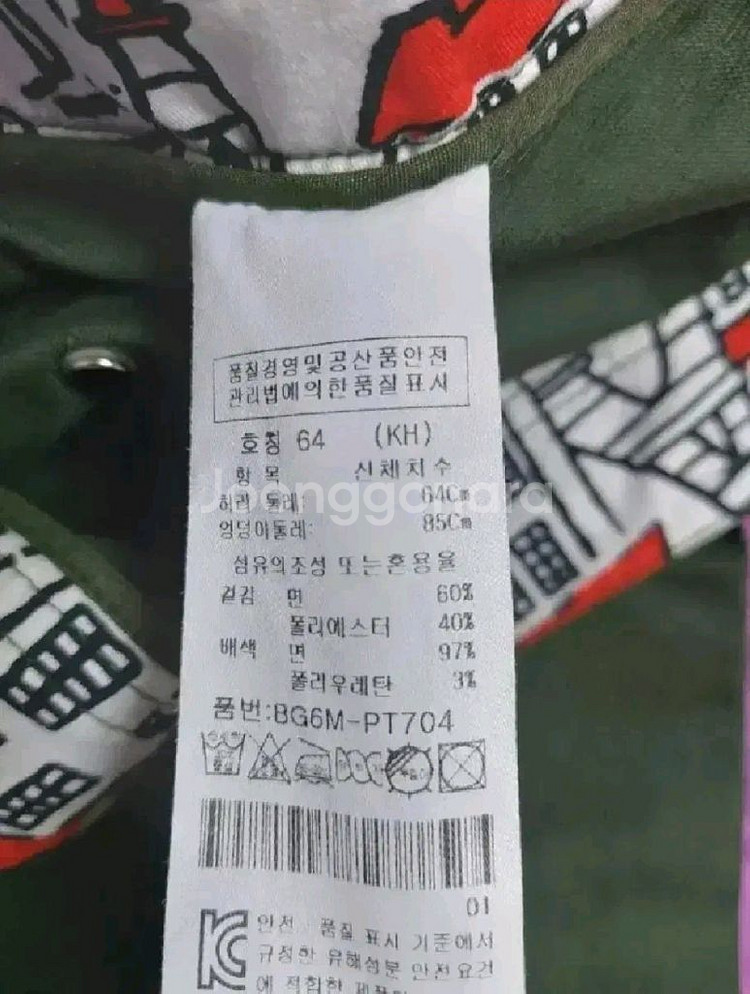 품질경영및공산품안전
관리법에의한품질표시
호칭 64 (KH)
항 목 신체치수
허리 둘레: 64Cm
엉덩이둘레: 85Cm
섬유의조성 또는혼용율
겉감 면 60%
폴리에스터 40%
배색 면 97%
폴리우레탄 3%
품번:BG6M-PT704
01
안전 · 품질 표시 기준에서
규정한 유해성분 안전요건
에 적합한
Joonggonara